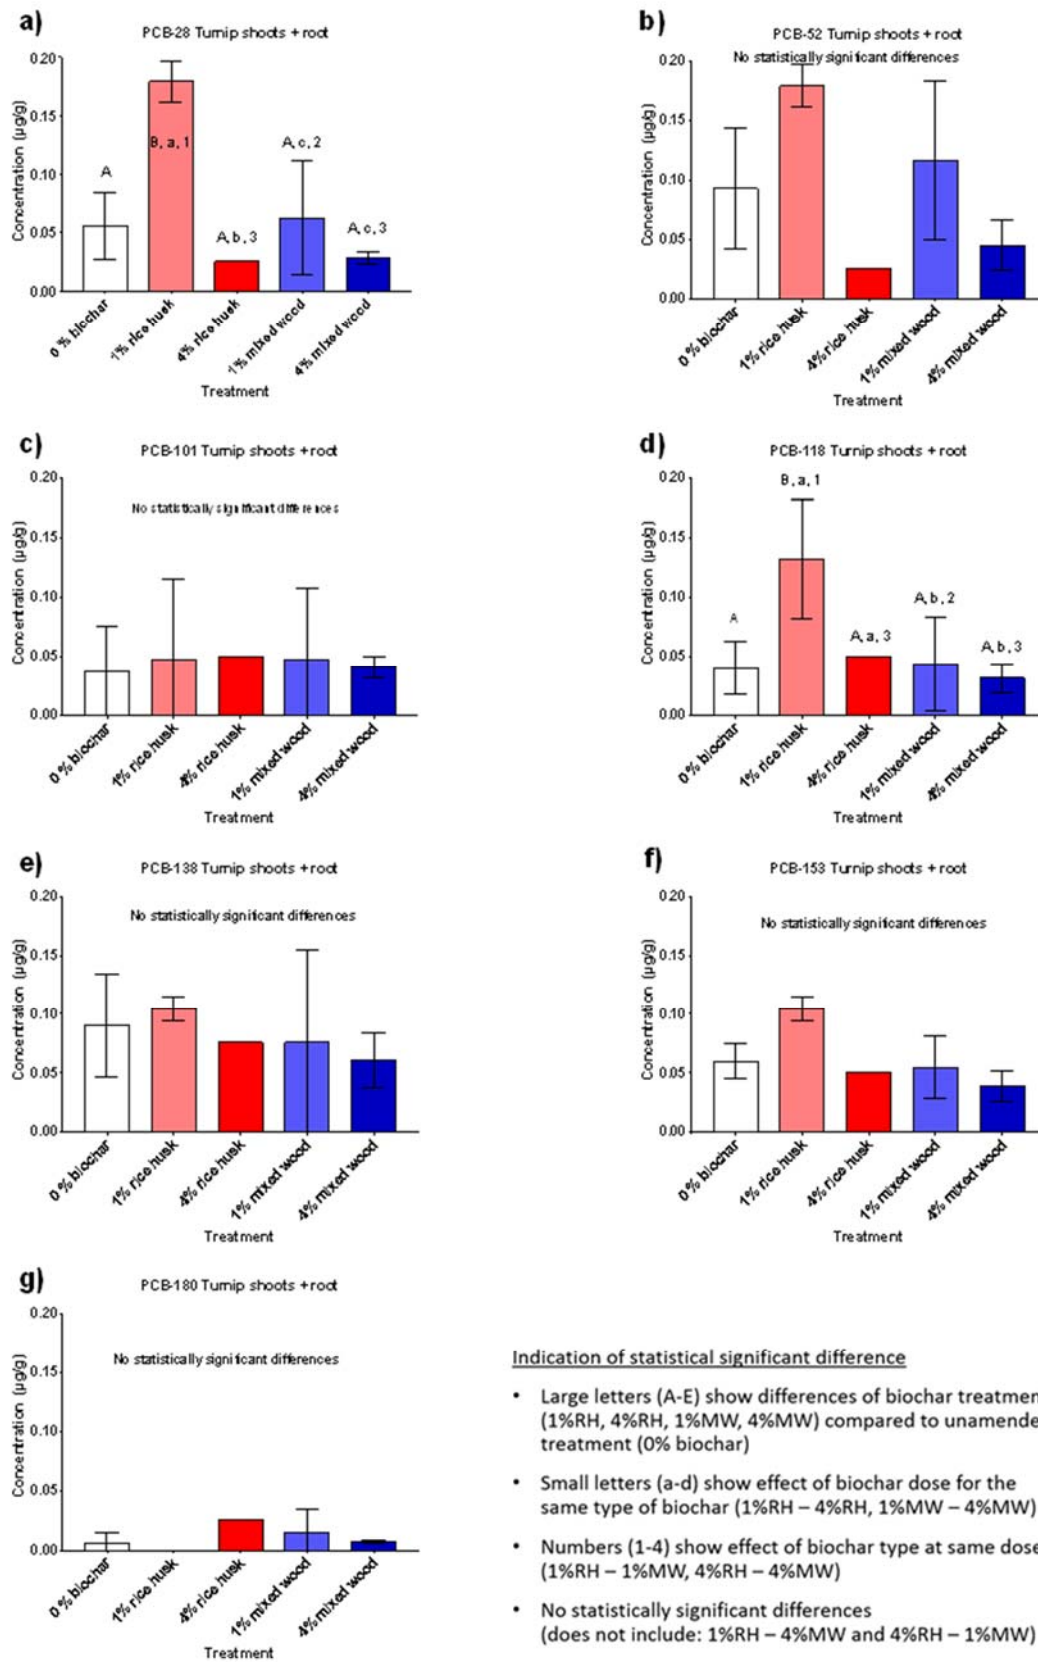 a)
PCB-28 Turnip shoots + root
0.20
0.15
0.10
0.05
0.00
Concentration (µg/g)
A
B, a, 1
A, b, 3
A, c, 2
A, c, 3
0% biochar
1% rice husk
4% rice husk
1% mixed wood
4% mixed wood
Treatment
b)
PCB-52 Turnip shoots + root
No statistically significant differences
0.20
0.15
0.10
0.05
0.00
Concentration (µg/g)
0% biochar
1% rice husk
4% rice husk
1% mixed wood
4% mixed wood
Treatment
c)
PCB-101 Turnip shoots + root
No statistically significant differences
0.20
0.15
0.10
0.05
0.00
Concentration (µg/g)
0% biochar
1% rice husk
4% rice husk
1% mixed wood
4% mixed wood
Treatment
d)
PCB-118 Turnip shoots + root
0.20
0.15
0.10
0.05
0.00
Concentration (µg/g)
A
B, a, 1
A, a, 3
A, b, 2
A, b, 3
0% biochar
1% rice husk
4% rice husk
1% mixed wood
4% mixed wood
Treatment
e)
PCB-138 Turnip shoots + root
No statistically significant differences
0.20
0.15
0.10
0.05
0.00
Concentration (µg/g)
0% biochar
1% rice husk
4% rice husk
1% mixed wood
4% mixed wood
Treatment
f)
PCB-153 Turnip shoots + root
No statistically significant differences
0.20
0.15
0.10
0.05
0.00
Concentration (µg/g)
0% biochar
1% rice husk
4% rice husk
1% mixed wood
4% mixed wood
Treatment
g)
PCB-180 Turnip shoots + root
No statistically significant differences
0.20
0.15
0.10
0.05
0.00
Concentration (µg/g)
0% biochar
1% rice husk
4% rice husk
1% mixed wood
4% mixed wood
Treatment
Indication of statistical significant difference
• Large letters (A-E) show differences of biochar treatmen
(1%RH, 4%RH, 1%MW, 4%MW) compared to unamende
treatment (0% biochar)
• Small letters (a-d) show effect of biochar dose for the
same type of biochar (1%RH – 4%RH, 1%MW – 4%MW)
• Numbers (1-4) show effect of biochar type at same dose
(1%RH – 1%MW, 4%RH – 4%MW)
• No statistically significant differences
(does not include: 1%RH – 4%MW and 4%RH – 1%MW)